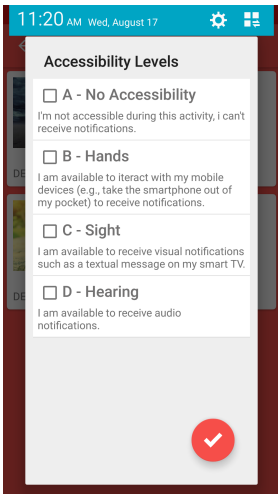 11:20 AM Wed, August 17
Accessibility Levels
A - No Accessibility
I'm not accessible during this activity, i can't
receive notifications.
B - Hands
I am available to iteract with my mobile
devices (e.g., take the smartphone out of
my pocket) to receive notifications.
DE
C - Sight
I am available to receive visual notifications
such as a textual message on my smart TV.
D - Hearing
DE
I am available to receive audio
notifications.